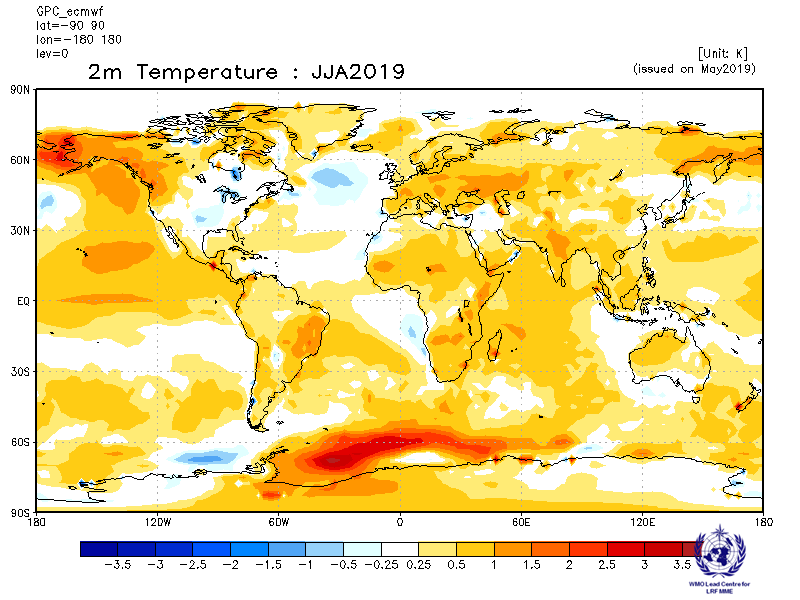 GPC_ecmwf
lat=-90 90
lon=-180 180
lev=0
[Unit: K]
2m Temperature : JJA2019
(issued on May2019)
90N
60N
30N
EQ
30S
60S
90S
180 120W 60W 0 60E 120E 180
-3.5 -3 -2.5 -2 -1.5 -1 -0.5 -0.25 0.25 0.5 1 1.5 2 2.5 3 3.5
WMO Lead Centre for
LRF MME